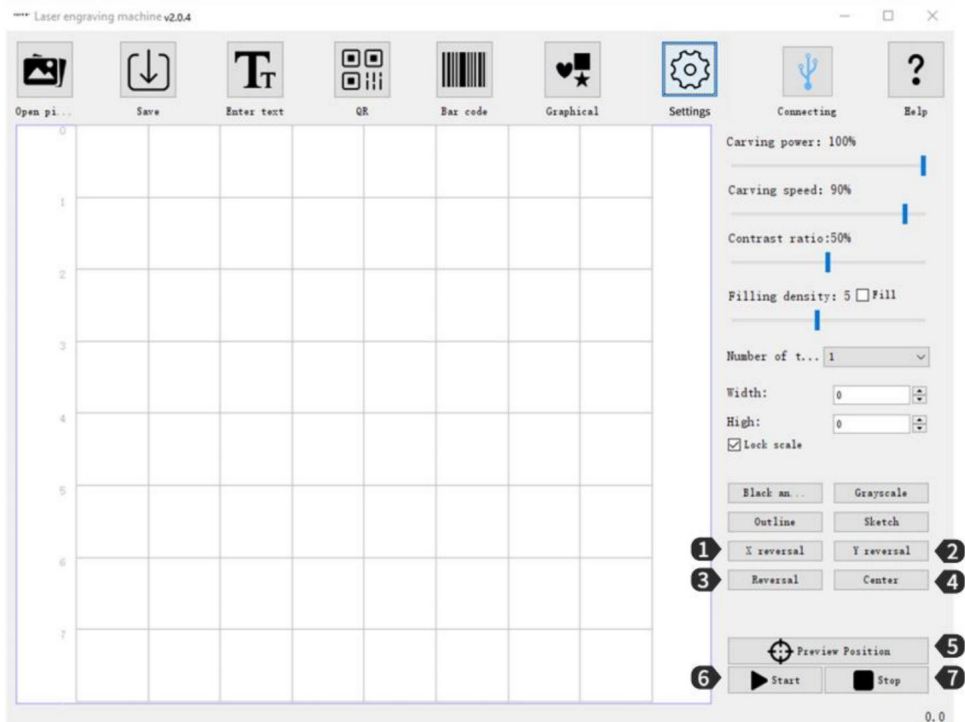 Laser engraving machine v2.0.4
Open pi...
Save
Enter text
QR
Bar code
Graphical
Settings
Connecting
Help
0
1
2
3
4
5
6
7
Carving power: 100%
Carving speed: 90%
Contrast ratio:50%
Filling density: 5 Fill
Number of t... 1
Width: 0
High: 0
Lock scale
Black an... Grayscale
Outline Sketch
1 X reversal Y reversal 2
3 Reversal Center 4
Preview Position 5
6 Start Stop 7
0,0